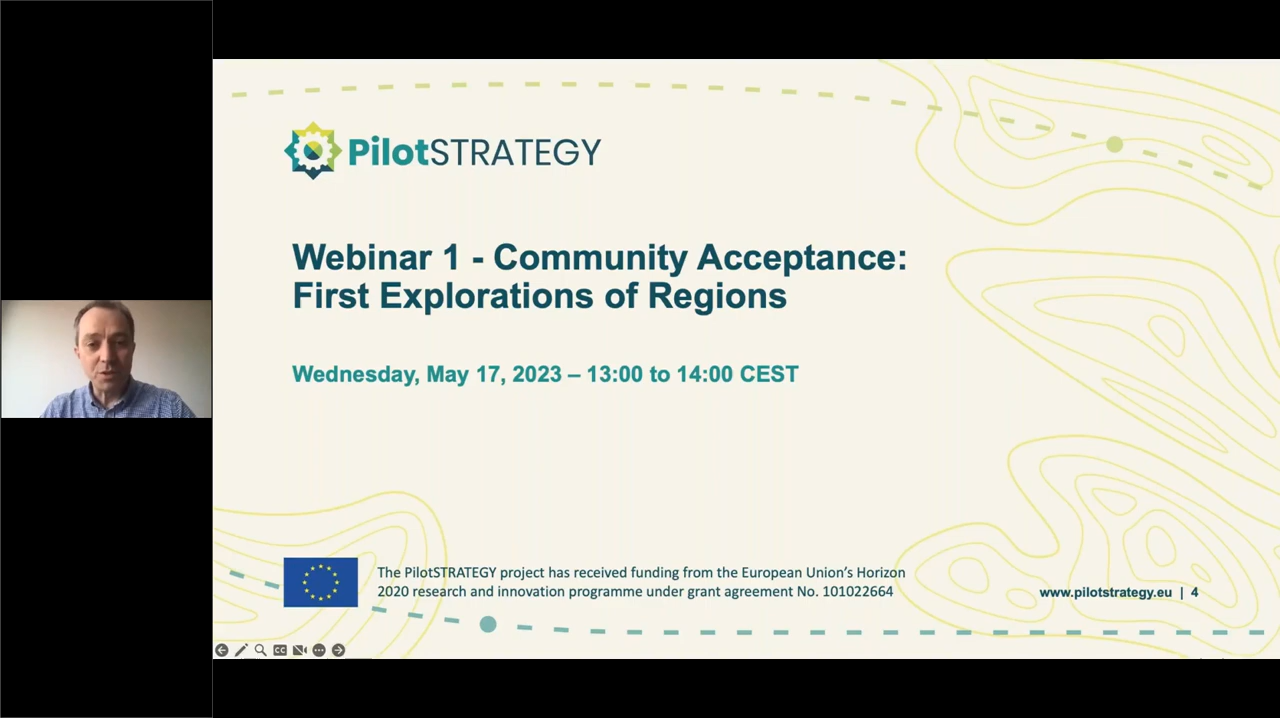 PilotSTRATEGY
Webinar 1 - Community Acceptance:
First Explorations of Regions
Wednesday, May 17, 2023 – 13:00 to 14:00 CEST
The PilotSTRATEGY project has received funding from the European Union’s Horizon
2020 research and innovation programme under grant agreement No. 101022664
www.pilotstrategy.eu | 4
CC